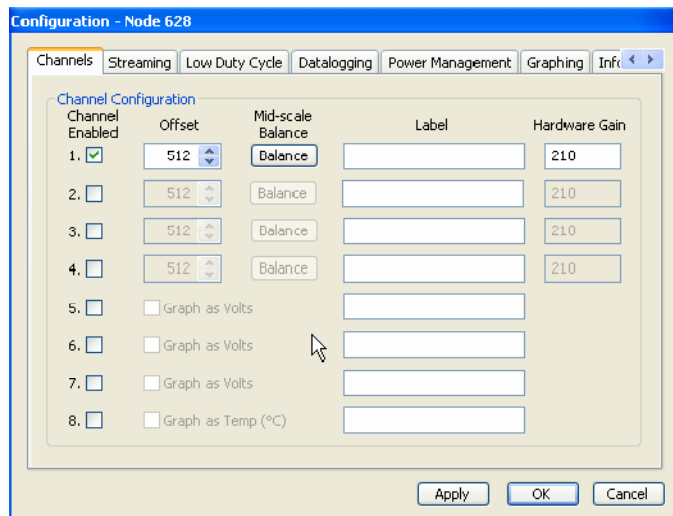 Configuration - Node 628
Channels Streaming Low Duty Cycle Datalogging Power Management Graphing
Channel Configuration
Channel Enabled Offset Mid-scale Balance Label Hardware Gain
1. 512 Balance 210
2. 512 Balance 210
3. 512 Balance 210
4. 512 Balance 210
5. Graph as Volts
6. Graph as Volts
7. Graph as Volts
8. Graph as Temp (°C)
Apply OK Cancel